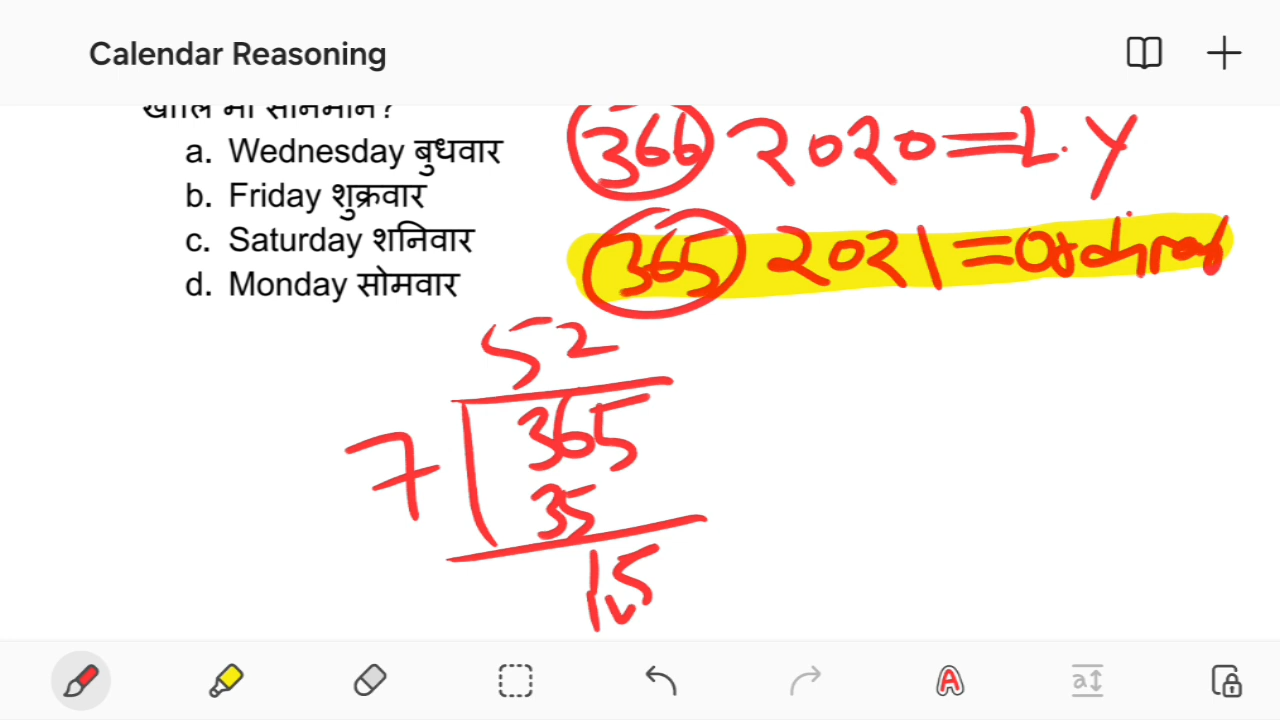 Calendar Reasoning
खालि मा सानमान?
a. Wednesday बुधवार
b. Friday शुक्रवार
c. Saturday शनिवार
d. Monday सोमवार
366 2020=L.Y
365 2021=
52
7 365
35
15